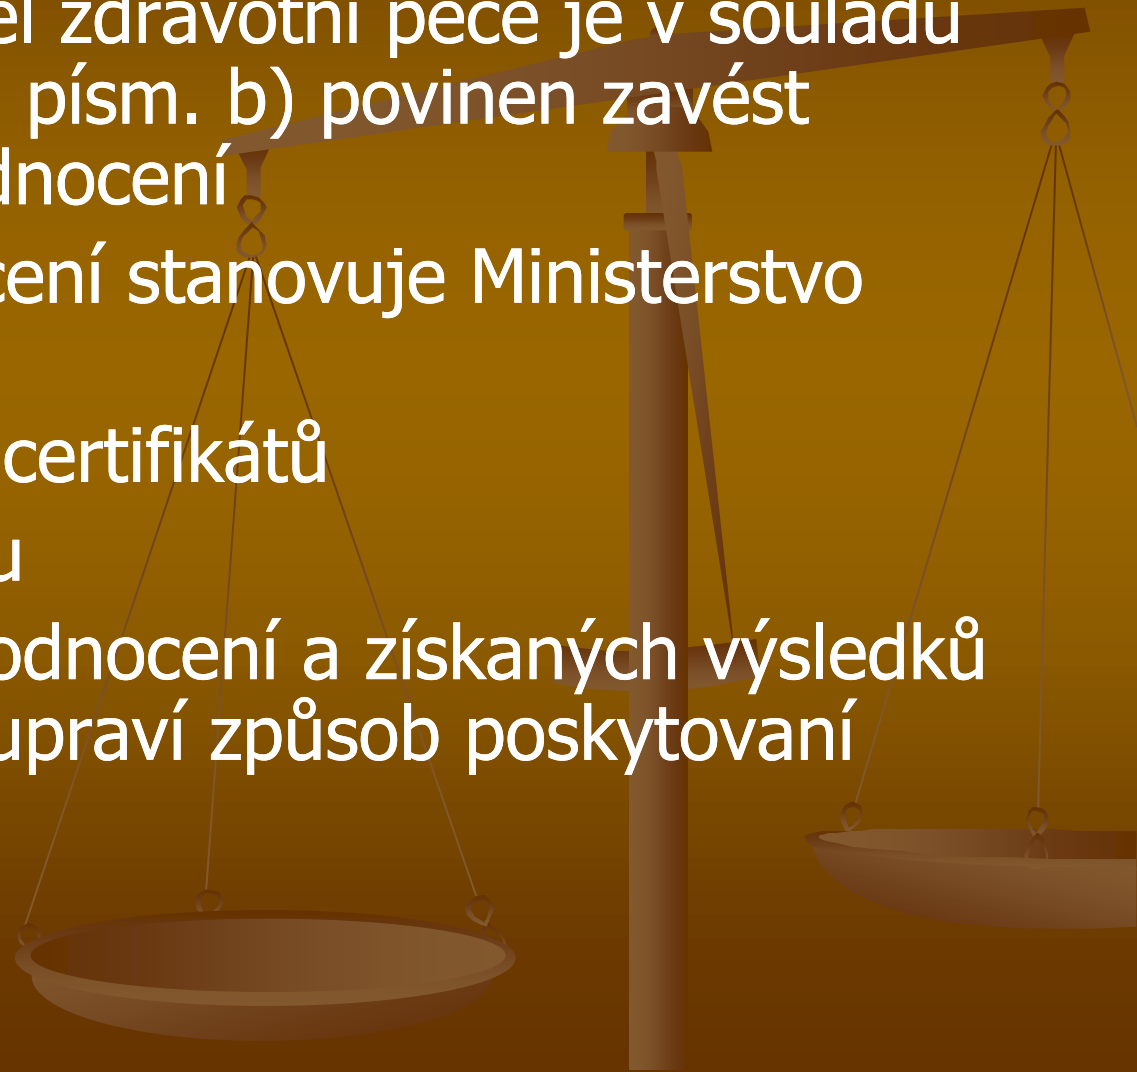 el zdravotní péče je v souladu
písm. b) povinen zavést
dnocení
cení stanovuje Ministerstvo
certifikátů
u
odnocení a získaných výsledků
upraví způsob poskytovaní